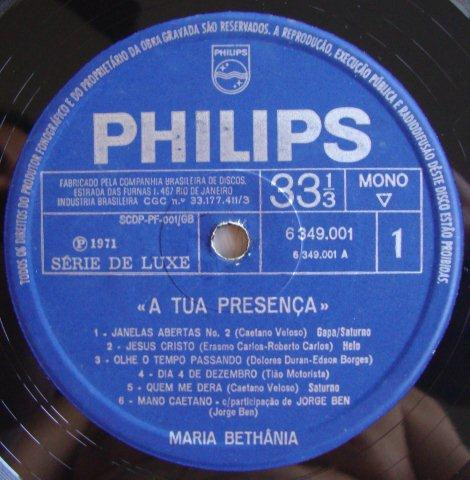 TODOS OS DIREITOS DO PRODUTOR FONOGRÁFICO E DO PROPRIETÁRIO DA OBRA GRAVADA SÃO RESERVADOS. A REPRODUÇÃO, EXECUÇÃO PÚBLICA E RADIODIFUSÃO DÊSTE DISCO ESTÃO PROIBIDAS.
PHILIPS
PHILIPS
FABRICADO PELA COMPANHIA BRASILEIRA DE DISCOS.
ESTRADA DAS FURNAS 1.467 RIO DE JANEIRO
INDUSTRIA BRASILEIRA CGC n.º 33.177.411/3
33 1/3
MONO
SCDP-PF-001/GB
℗ 1971
SÉRIE DE LUXE
6 349.001
6 349.001 A
1
«A TUA PRESENÇA»
1 - JANELAS ABERTAS No. 2 (Caetano Veloso) Gapa/Saturno
2 - JESUS CRISTO (Erasmo Carlos-Roberto Carlos) Helo
3 - OLHE O TEMPO PASSANDO (Dolores Duran-Edson Borges)
4 - DIA 4 DE DEZEMBRO (Tião Motorista)
5 - QUEM ME DERA (Caetano Veloso) Saturno
6 - MANO CAETANO - c/participação de JORGE BEN
(Jorge Ben)
MARIA BETHÂNIA